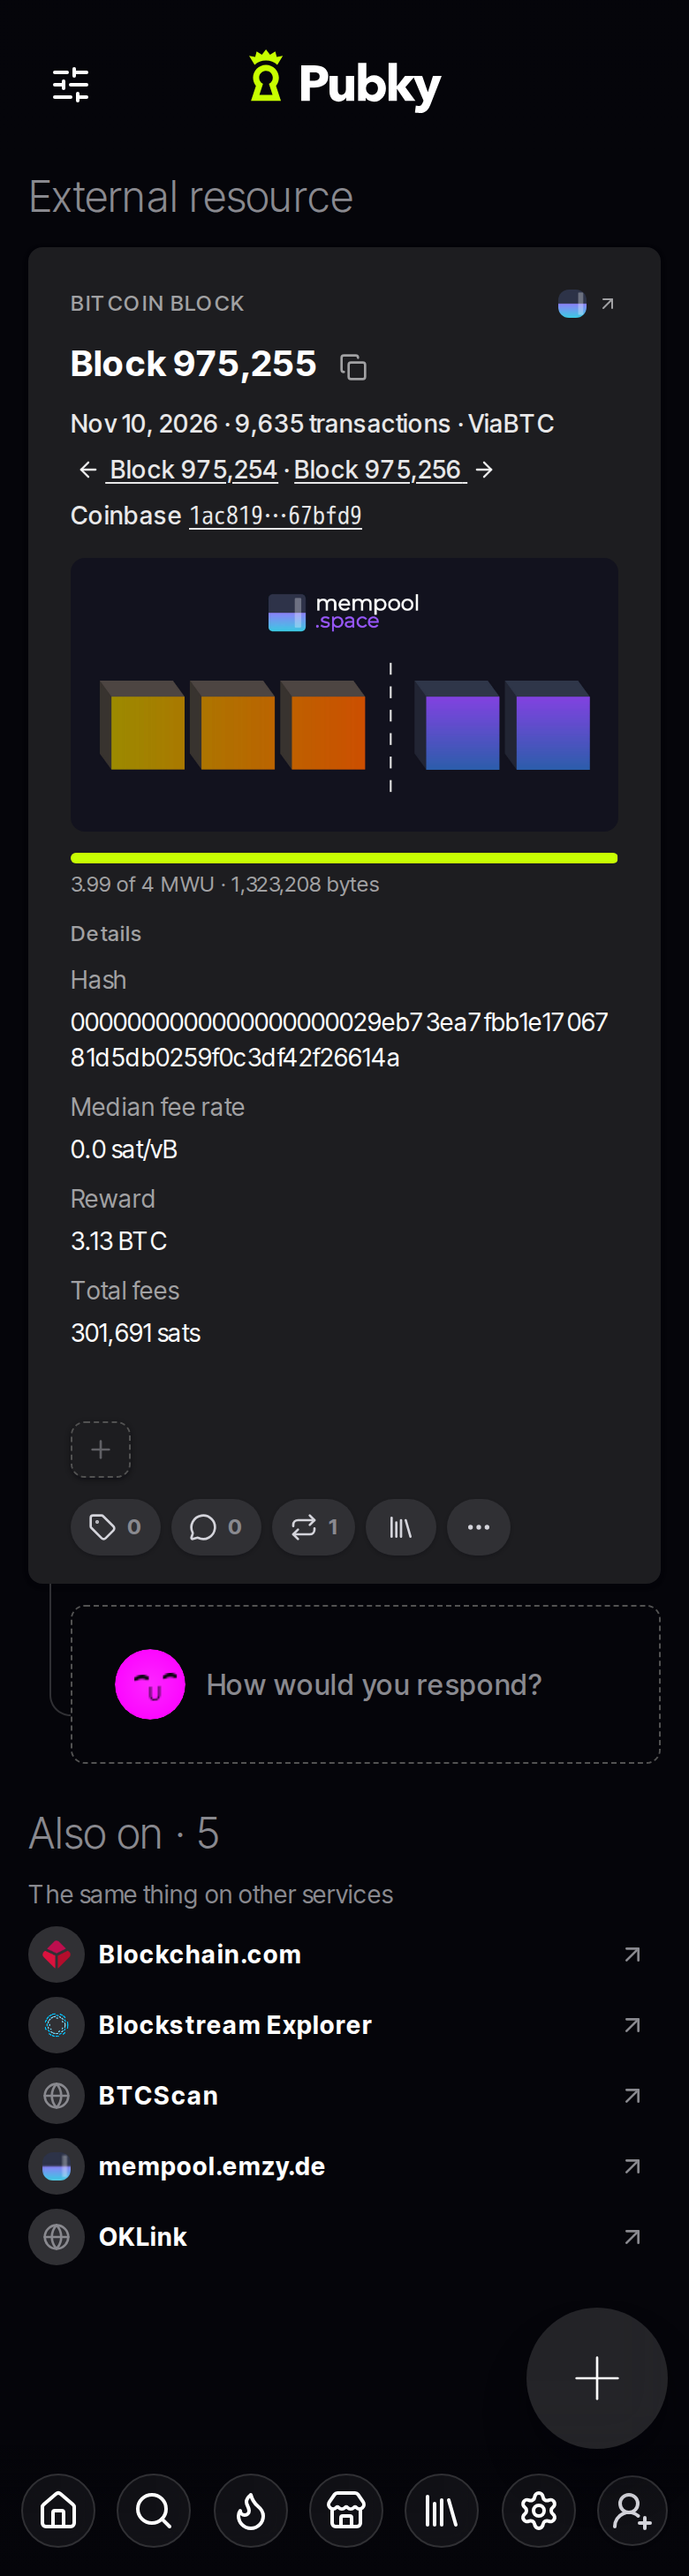 Pubky
External resource
BITCOIN BLOCK
Block 975,255
Nov 10, 2026 · 9,635 transactions · ViaBTC
← Block 975,254 · Block 975,256 →
Coinbase 1ac819···67bfd9
mempool
.space
3.99 of 4 MWU · 1,323,208 bytes
Details
Hash
0000000000000000000029eb73ea7fbb1e17067
81d5db0259f0c3df42f26614a
Median fee rate
0.0 sat/vB
Reward
3.13 BTC
Total fees
301,691 sats
0
0
1
How would you respond?
Also on · 5
The same thing on other services
Blockchain.com
Blockstream Explorer
BTCScan
mempool.emzy.de
OKLink